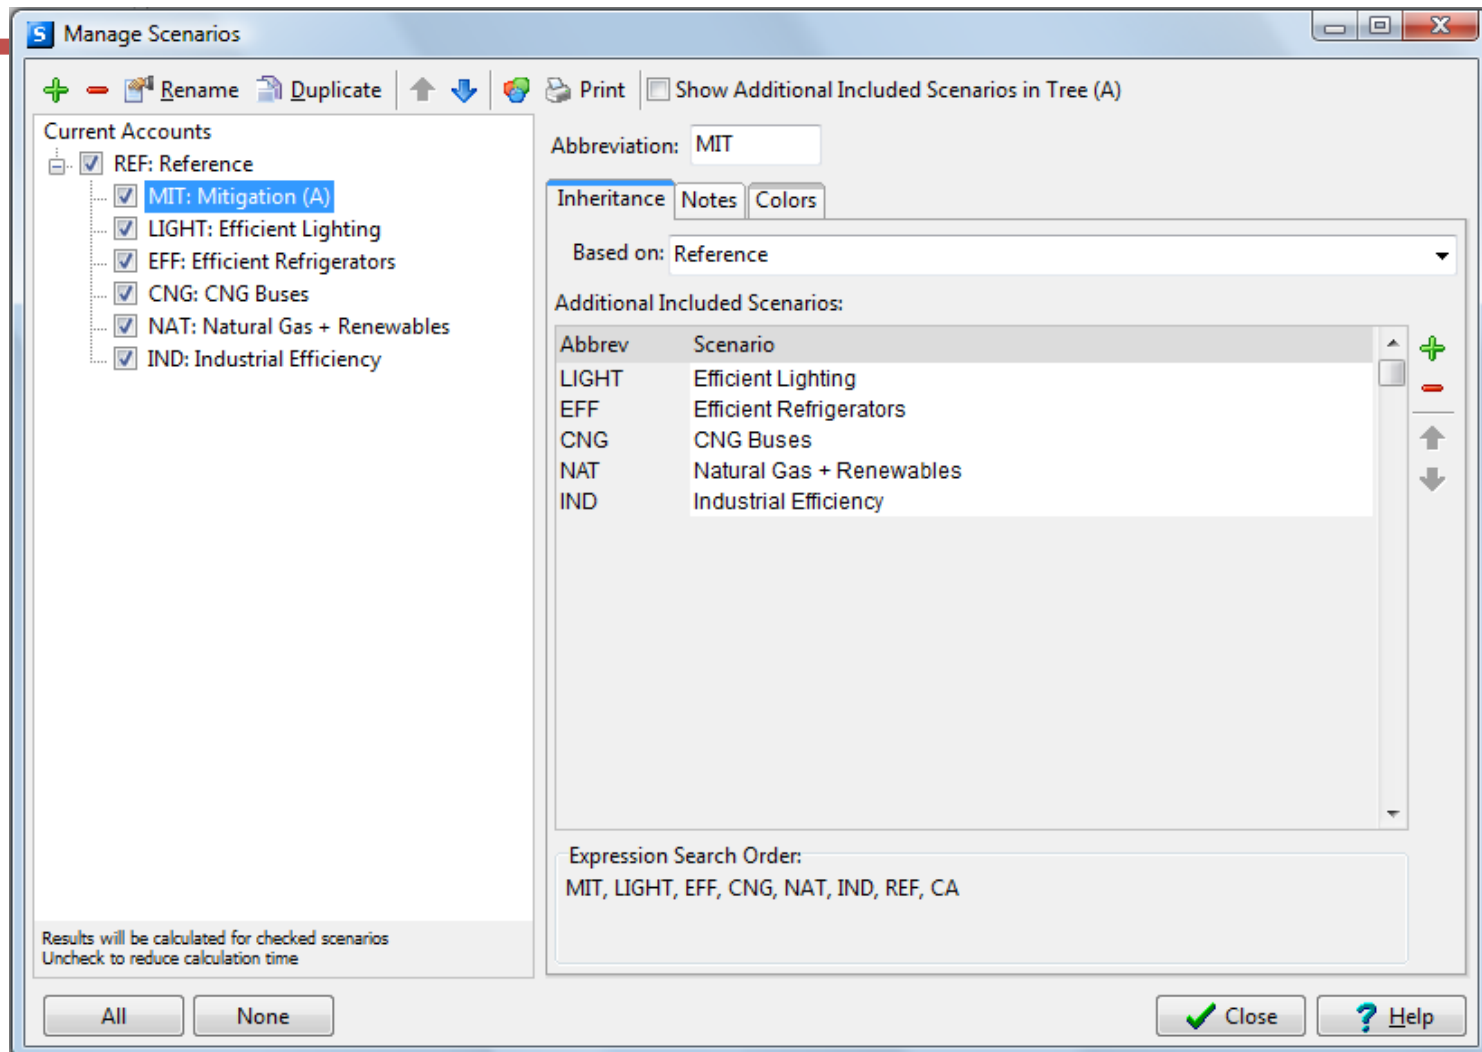 S Manage Scenarios
Rename Duplicate Print Show Additional Included Scenarios in Tree (A)
Current Accounts
REF: Reference
MIT: Mitigation (A)
LIGHT: Efficient Lighting
EFF: Efficient Refrigerators
CNG: CNG Buses
NAT: Natural Gas + Renewables
IND: Industrial Efficiency
Results will be calculated for checked scenarios
Uncheck to reduce calculation time
Abbreviation: MIT
Inheritance Notes Colors
Based on: Reference
Additional Included Scenarios:
Abbrev Scenario
LIGHT Efficient Lighting
EFF Efficient Refrigerators
CNG CNG Buses
NAT Natural Gas + Renewables
IND Industrial Efficiency
Expression Search Order:
MIT, LIGHT, EFF, CNG, NAT, IND, REF, CA
All None Close ? Help